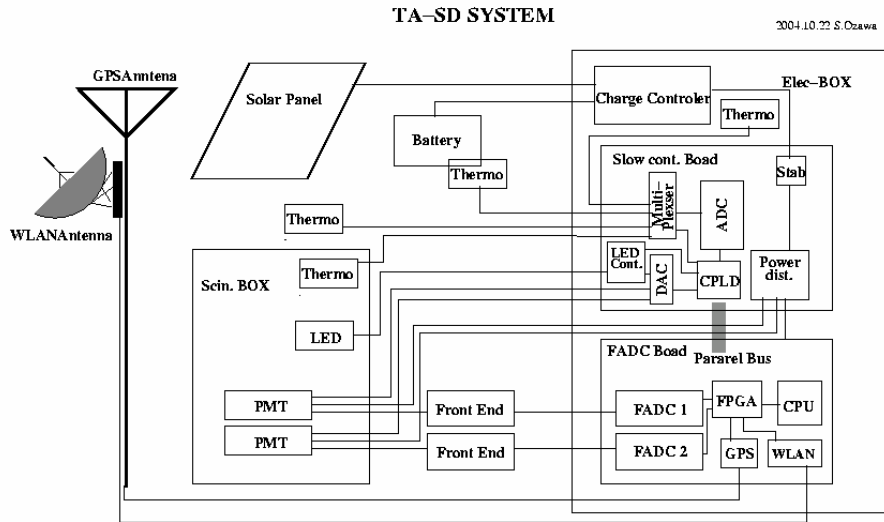 TA-SD SYSTEM
2004.10.22 S.Ozawa
GPSAnntena
Solar Panel
Charge Controler
Elec-BOX
Thermo
Battery
Thermo
Slow cont. Board
Stab
Multi-
plexser
ADC
WLANAntenna
Thermo
Thermo
LED
Cont.
DAC
CPLD
Power
dist.
Scin. BOX
LED
FADC Boad
Pararel Bus
PMT
Front End
FADC 1
FPGA
CPU
PMT
Front End
FADC 2
GPS
WLAN